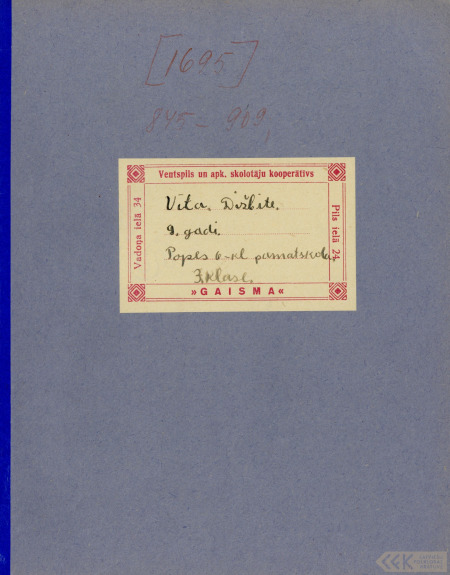 [1695]
845 - 969,
Ventspils un apk. skolotāju kooperātīvs
Vadoņa ielā 34
Vita Dižbite.
9. gadi.
Popes 6-kl. pamatskolas
3. klase.
Pils ielā 24.
»GAISMA«